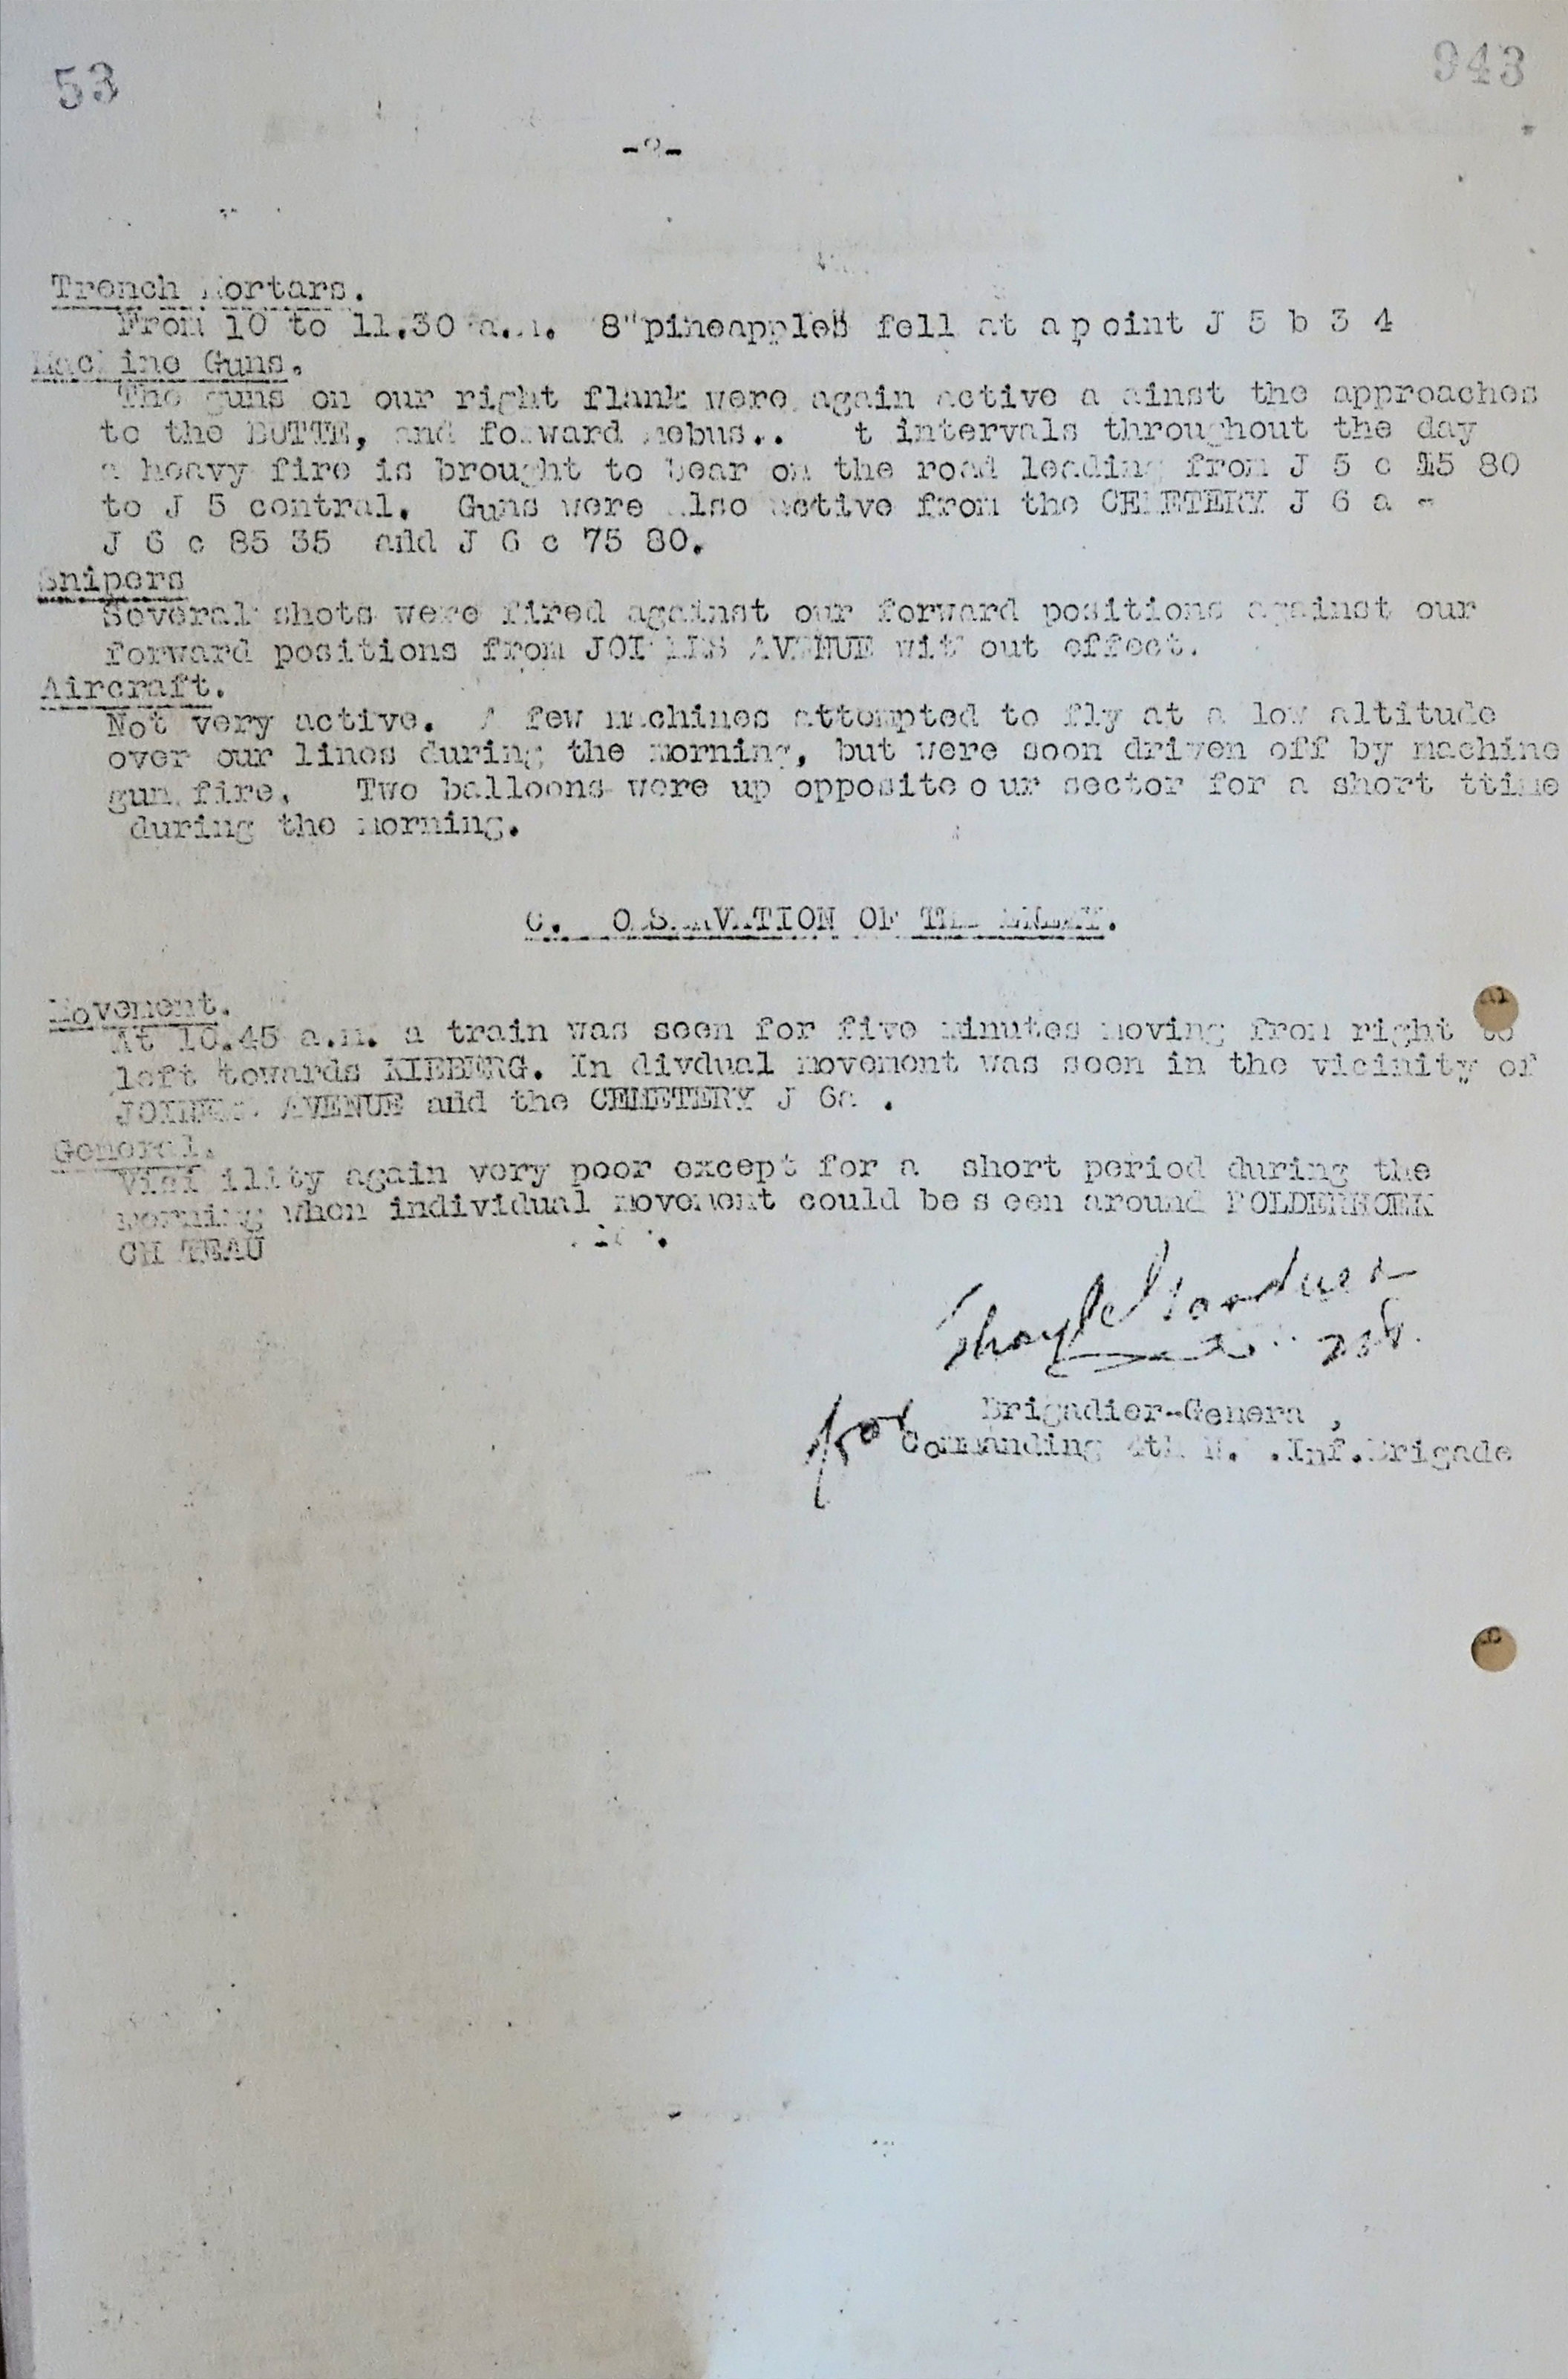 53
943
-2-
Trench Mortars.
From 10 to 11.30 a.m. 8"pineapples" fell at a point J 5 b 3 4
Machine Guns.
The guns on our right flank were again active against the approaches
to the BUTTE, and forward mebus.. At intervals throughout the day
a heavy fire is brought to bear on the road leading from J 5 c 15 80
to J 5 central. Guns were also active from the CEMETERY J 6 a -
J 6 c 85 35 and J 6 c 75 80.
Snipers
Several shots were fired against our forward positions against our
forward positions from AVENUE without effect.
Aircraft.
Not very active. A few machines attempted to fly at a low altitude
over our lines during the morning, but were soon driven off by machine
gun fire. Two balloons were up opposite o ur sector for a short ttime
during the morning.
C. OBSERVATION OF THE ENEMY.
Movement.
At 10.45 a.m. a train was seen for five minutes moving from right to
left towards KIEBERG. In divdual movement was seen in the vicinity of
AVENUE and the CEMETERY J 6a .
General.
Visibility again very poor except for a short period during the
morning when individual movement could be s een around POLDERHOEK
CHATEAU
for
Brigadier-General,
Commanding 4th N.Z.Inf.Brigade